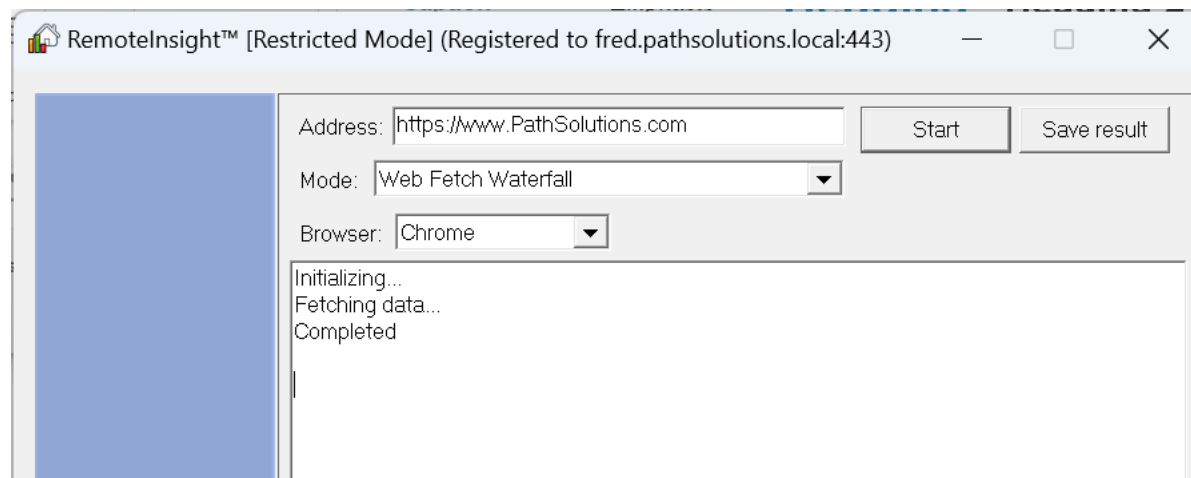 RemoteInsight™ [Restricted Mode] (Registered to fred.pathsolutions.local:443)
Address: https://www.PathSolutions.com Start Save result
Mode: Web Fetch Waterfall
Browser: Chrome
Initializing...
Fetching data...
Completed